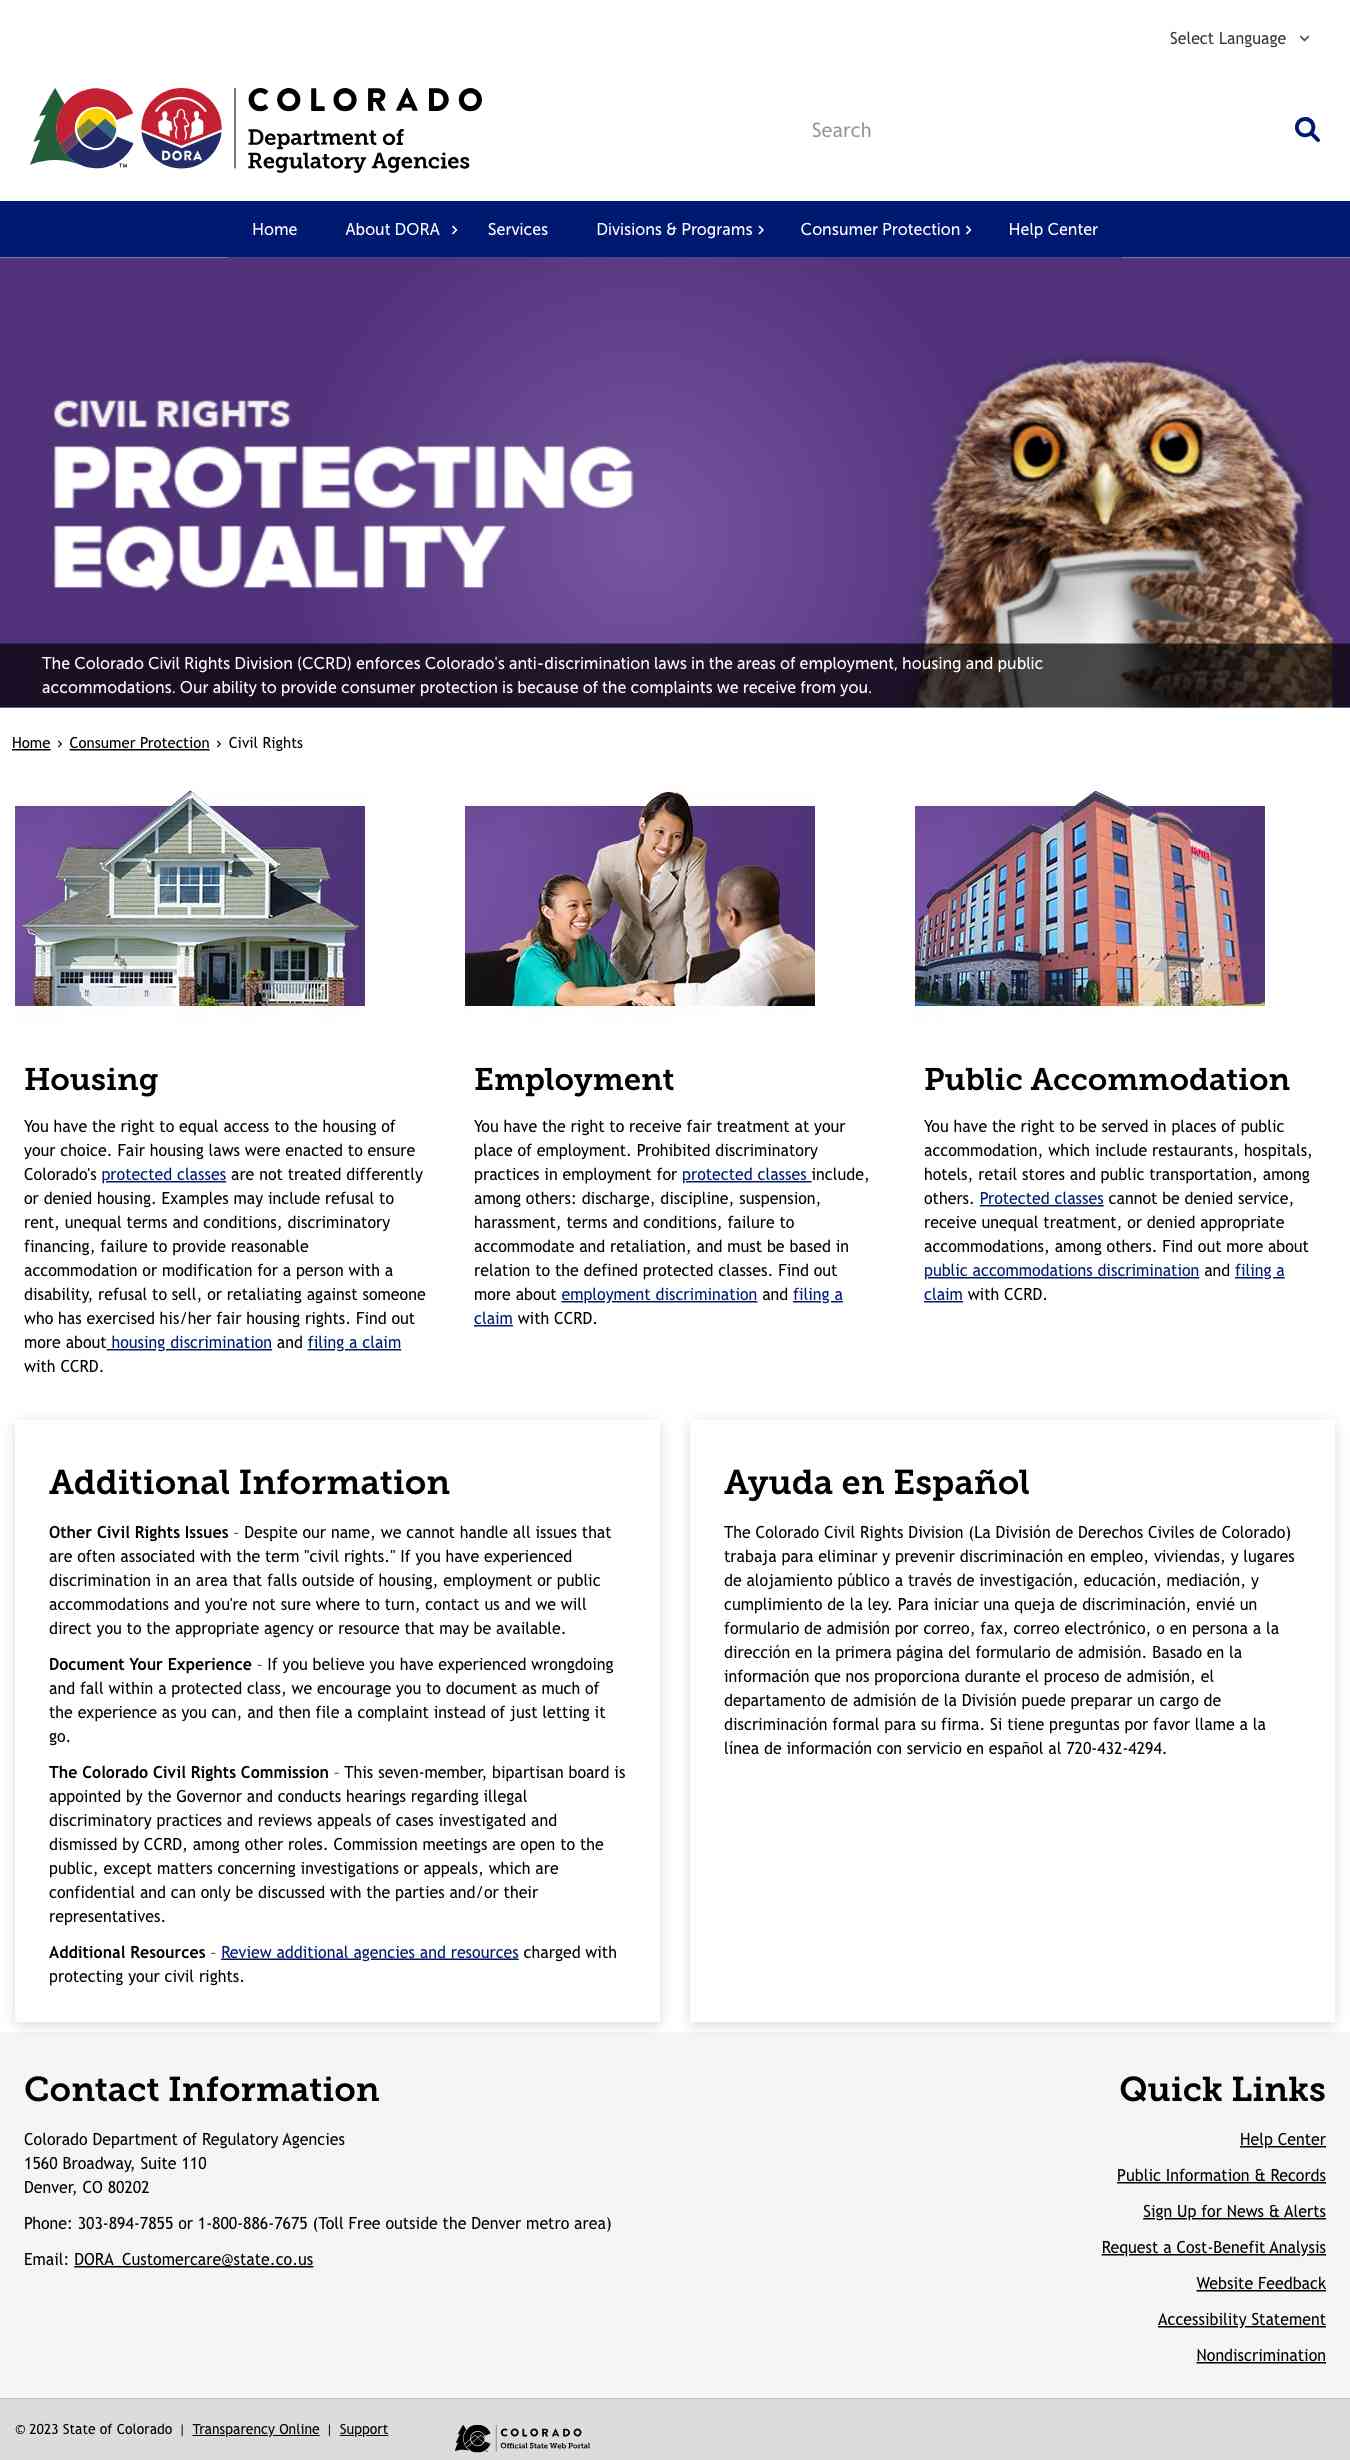 Select Language
COLORADO
Department of
Regulatory Agencies
DORA
TM
Search
Home About DORA › Services Divisions & Programs › Consumer Protection › Help Center
CIVIL RIGHTS
PROTECTING
EQUALITY
The Colorado Civil Rights Division (CCRD) enforces Colorado's anti-discrimination laws in the areas of employment, housing and public
accommodations. Our ability to provide consumer protection is because of the complaints we receive from you.
Home › Consumer Protection › Civil Rights
Housing
You have the right to equal access to the housing of
your choice. Fair housing laws were enacted to ensure
Colorado's protected classes are not treated differently
or denied housing. Examples may include refusal to
rent, unequal terms and conditions, discriminatory
financing, failure to provide reasonable
accommodation or modification for a person with a
disability, refusal to sell, or retaliating against someone
who has exercised his/her fair housing rights. Find out
more about housing discrimination and filing a claim
with CCRD.
Employment
You have the right to receive fair treatment at your
place of employment. Prohibited discriminatory
practices in employment for protected classes include,
among others: discharge, discipline, suspension,
harassment, terms and conditions, failure to
accommodate and retaliation, and must be based in
relation to the defined protected classes. Find out
more about employment discrimination and filing a
claim with CCRD.
Public Accommodation
You have the right to be served in places of public
accommodation, which include restaurants, hospitals,
hotels, retail stores and public transportation, among
others. Protected classes cannot be denied service,
receive unequal treatment, or denied appropriate
accommodations, among others. Find out more about
public accommodations discrimination and filing a
claim with CCRD.
Additional Information
Other Civil Rights Issues - Despite our name, we cannot handle all issues that
are often associated with the term "civil rights." If you have experienced
discrimination in an area that falls outside of housing, employment or public
accommodations and you're not sure where to turn, contact us and we will
direct you to the appropriate agency or resource that may be available.
Document Your Experience - If you believe you have experienced wrongdoing
and fall within a protected class, we encourage you to document as much of
the experience as you can, and then file a complaint instead of just letting it
go.
The Colorado Civil Rights Commission - This seven-member, bipartisan board is
appointed by the Governor and conducts hearings regarding illegal
discriminatory practices and reviews appeals of cases investigated and
dismissed by CCRD, among other roles. Commission meetings are open to the
public, except matters concerning investigations or appeals, which are
confidential and can only be discussed with the parties and/or their
representatives.
Additional Resources - Review additional agencies and resources charged with
protecting your civil rights.
Ayuda en Español
The Colorado Civil Rights Division (La División de Derechos Civiles de Colorado)
trabaja para eliminar y prevenir discriminación en empleo, viviendas, y lugares
de alojamiento público a través de investigación, educación, mediación, y
cumplimiento de la ley. Para iniciar una queja de discriminación, envié un
formulario de admisión por correo, fax, correo electrónico, o en persona a la
dirección en la primera página del formulario de admisión. Basado en la
información que nos proporciona durante el proceso de admisión, el
departamento de admisión de la División puede preparar un cargo de
discriminación formal para su firma. Si tiene preguntas por favor llame a la
línea de información con servicio en español al 720-432-4294.
Contact Information
Colorado Department of Regulatory Agencies
1560 Broadway, Suite 110
Denver, CO 80202
Phone: 303-894-7855 or 1-800-886-7675 (Toll Free outside the Denver metro area)
Email: DORA_Customercare@state.co.us
Quick Links
Help Center
Public Information & Records
Sign Up for News & Alerts
Request a Cost-Benefit Analysis
Website Feedback
Accessibility Statement
Nondiscrimination
© 2023 State of Colorado | Transparency Online | Support
COLORADO
Official State Web Portal